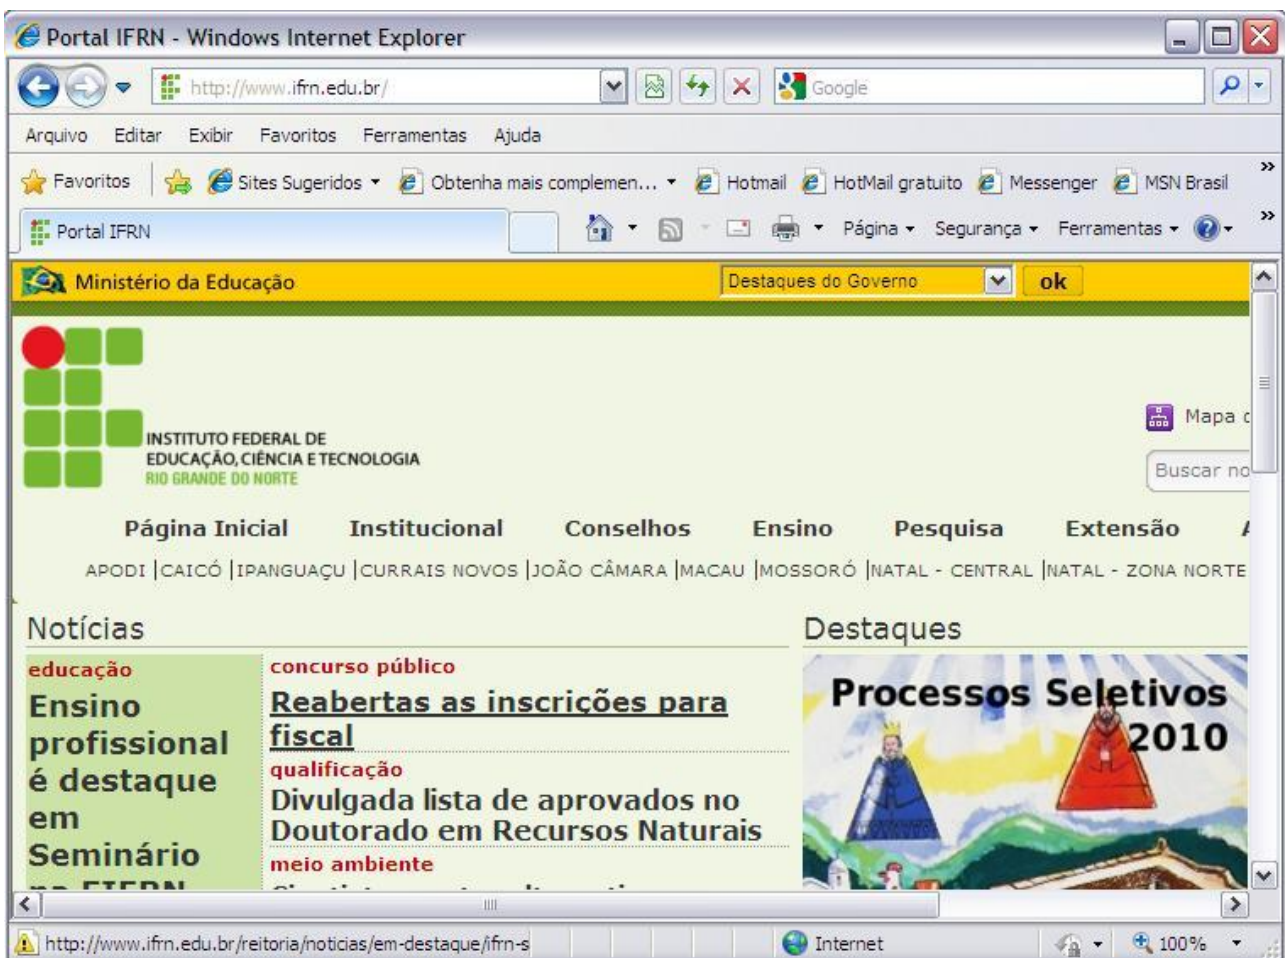 Portal IFRN - Windows Internet Explorer
http://www.ifrn.edu.br/
Google
Arquivo Editar Exibir Favoritos Ferramentas Ajuda
Favoritos Sites Sugeridos Obtenha mais complemen... Hotmail HotMail gratuito Messenger MSN Brasil »
Portal IFRN Página Segurança Ferramentas »
Ministério da Educação Destaques do Governo ok
INSTITUTO FEDERAL DE
EDUCAÇÃO, CIÊNCIA E TECNOLOGIA
RIO GRANDE DO NORTE
Mapa
Buscar no
Página Inicial Institucional Conselhos Ensino Pesquisa Extensão
APODI |CAICÓ |IPANGUAÇU |CURRAIS NOVOS |JOÃO CÂMARA |MACAU |MOSSORÓ |NATAL - CENTRAL |NATAL - ZONA NORTE
Notícias
educação
Ensino
profissional
é destaque
em
Seminário
concurso público
Reabertas as inscrições para
fiscal
qualificação
Divulgada lista de aprovados no
Doutorado em Recursos Naturais
meio ambiente
Destaques
Processos Seletivos
2010
http://www.ifrn.edu.br/reitoria/noticias/em-destaque/ifrn-s Internet 100%